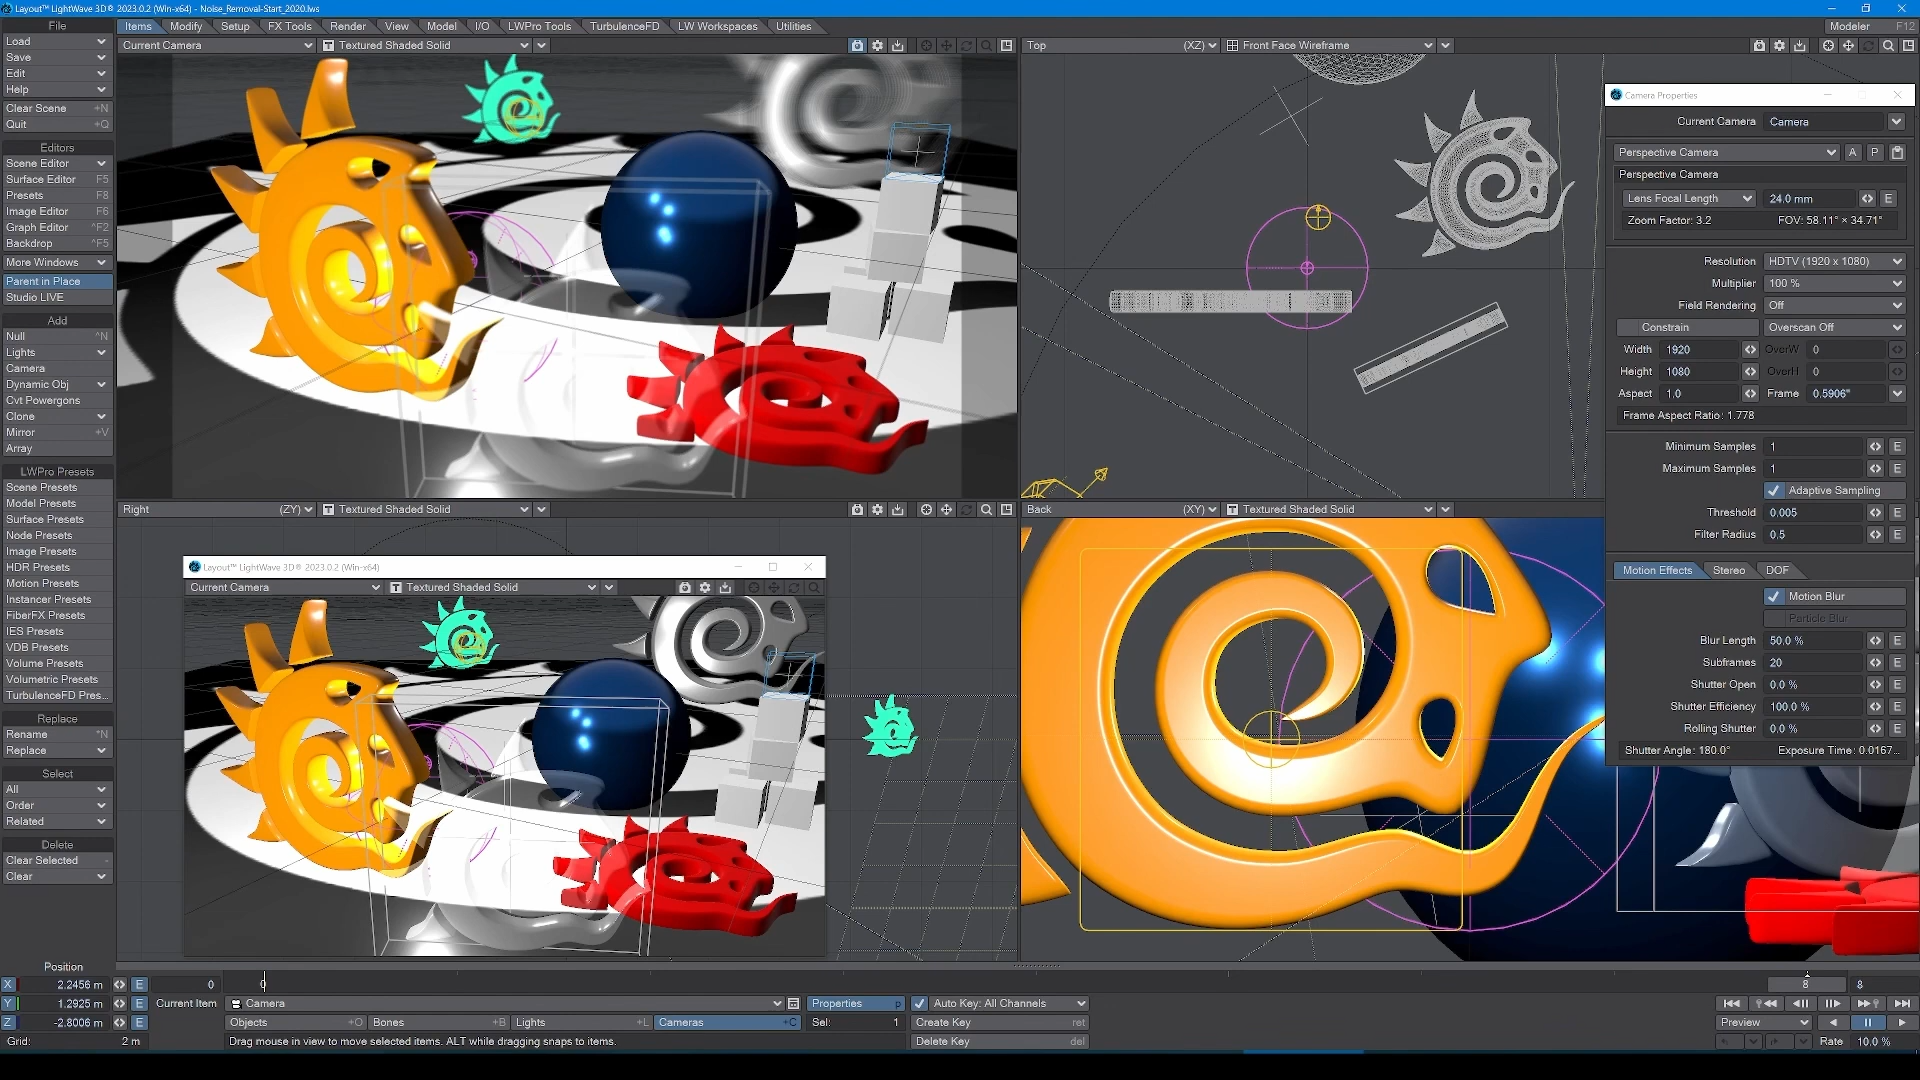 Layout™ LightWave 3D® 2023.0.2 (Win-x64) - Noise_Removal-Start_2020.lws
File
Items Modify Setup FX Tools Render View Model I/O LWPro Tools TurbulenceFD LW Workspaces Utilities
Modeler F12
Load
Save
Edit
Help
Clear Scene +N
Quit +Q
Editors
Scene Editor
Surface Editor F5
Presets F8
Image Editor F6
Graph Editor ^F2
Backdrop ^F5
More Windows
Parent in Place
Studio LIVE
Add
Null ^N
Lights
Camera
Dynamic Obj
Cvt Powergons
Clone
Mirror +V
Array
LWPro Presets
Scene Presets
Model Presets
Surface Presets
Node Presets
Image Presets
HDR Presets
Motion Presets
Instancer Presets
FiberFX Presets
IES Presets
VDB Presets
Volume Presets
Volumetric Presets
TurbulenceFD Pres...
Replace
Rename ^N
Replace
Select
All
Order
Related
Delete
Clear Selected -
Clear
Current Camera Textured Shaded Solid
Top (XZ) Front Face Wireframe
Right (ZY) Textured Shaded Solid
Back (XY) Textured Shaded Solid
Layout™ LightWave 3D® 2023.0.2 (Win-x64)
Current Camera Textured Shaded Solid
Camera Properties
Current Camera Camera
Perspective Camera A P
Perspective Camera
Lens Focal Length 24.0 mm E
Zoom Factor: 3.2 FOV: 58.11° × 34.71°
Resolution HDTV (1920 x 1080)
Multiplier 100 %
Field Rendering Off
Constrain Overscan Off
Width 1920 OverW 0
Height 1080 OverH 0
Aspect 1.0 Frame 0.5906"
Frame Aspect Ratio: 1.778
Minimum Samples 1 E
Maximum Samples 1 E
Adaptive Sampling
Threshold 0.005 E
Filter Radius 0.5 E
Motion Effects Stereo DOF
Motion Blur
Particle Blur
Blur Length 50.0 % E
Subframes 20 E
Shutter Open 0.0 % E
Shutter Efficiency 100.0 % E
Rolling Shutter 0.0 % E
Shutter Angle: 180.0° Exposure Time: 0.0167...
Position
X 2.2456 m E 0 0 8 8
Y 1.2925 m E Current Item Camera Properties p Auto Key: All Channels
Z -2.8006 m E Objects +O Bones +B Lights +L Cameras +C Sel: 1 Create Key ret Preview
Grid: 2 m Drag mouse in view to move selected items. ALT while dragging snaps to items. Delete Key del Rate 10.0 %